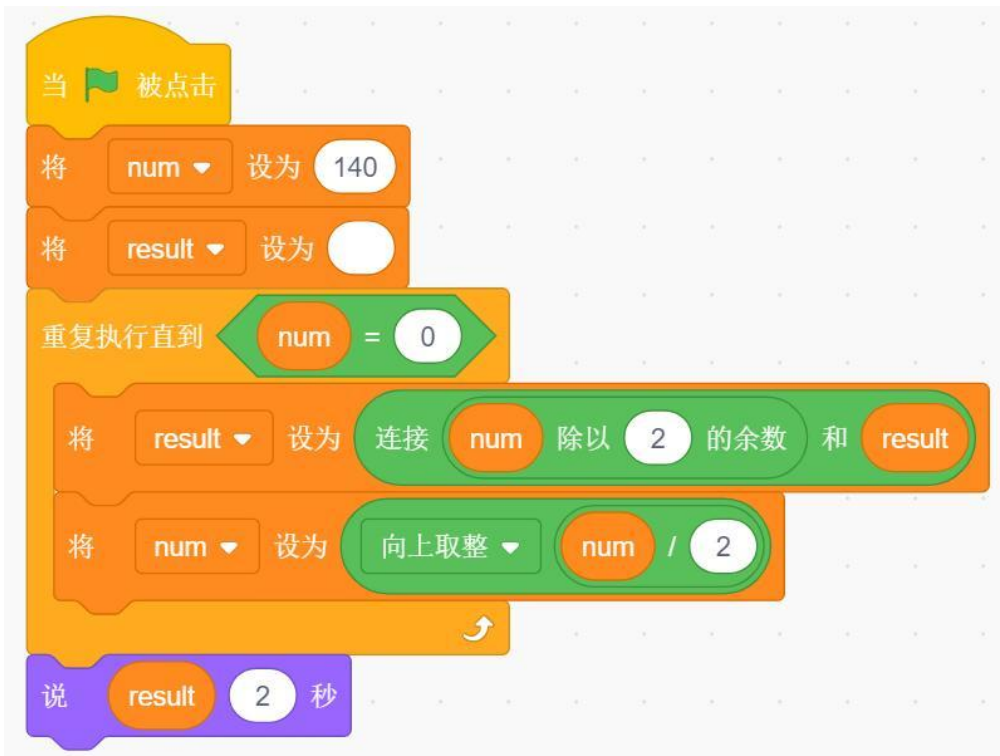 当 被点击
将 num 设为 140
将 result 设为
重复执行直到 num = 0
将 result 设为 连接 num 除以 2 的余数 和 result
将 num 设为 向上取整 num / 2
说 result 2 秒